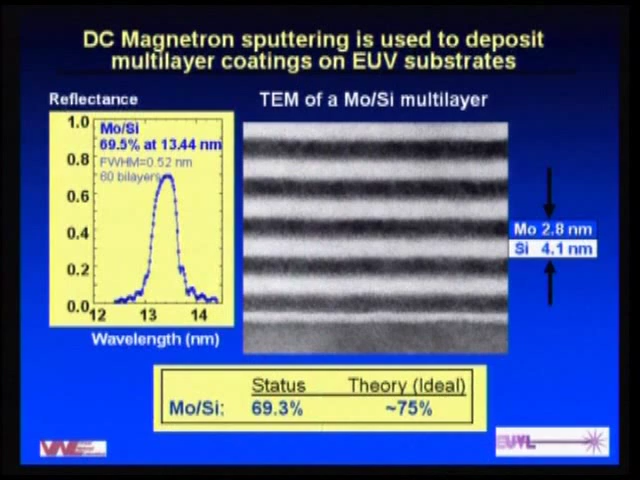 DC Magnetron sputtering is used to deposit
multilayer coatings on EUV substrates
Reflectance
TEM of a Mo/Si multilayer
1.0
0.8
0.6
0.4
0.2
0.0
Mo/Si
69.5% at 13.44 nm
FWHM=0.52 nm
60 bilayers
12 13 14
Wavelength (nm)
Mo 2.8 nm
Si 4.1 nm
Status Theory (Ideal)
Mo/Si: 69.3% ~75%
VNL
EUVL